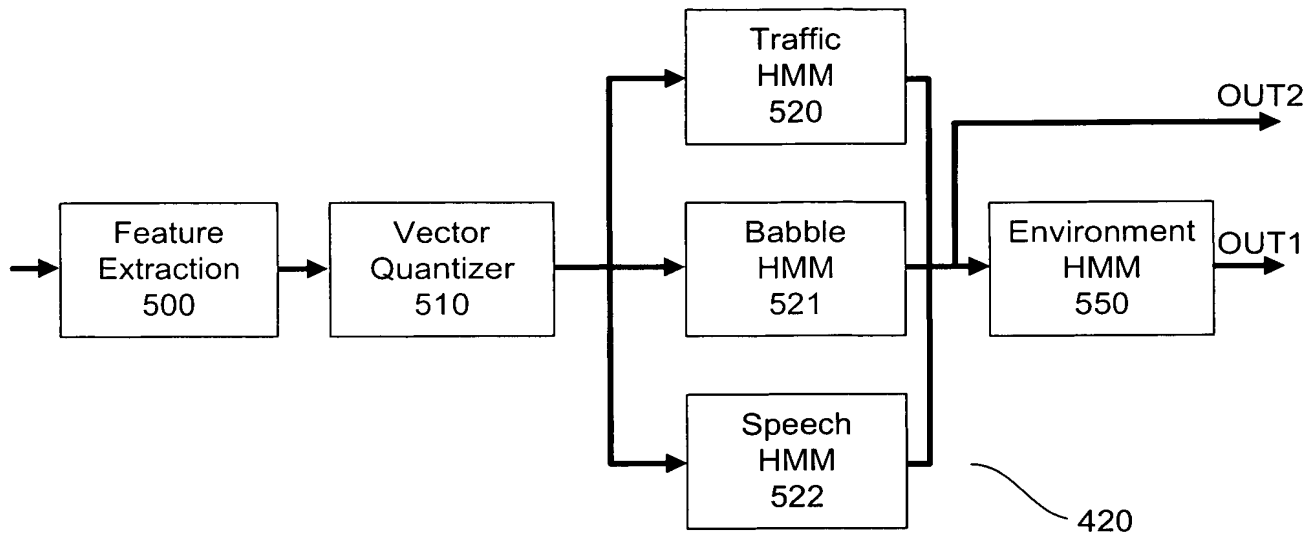 Traffic
HMM
520
OUT2
Feature
Extraction
500
Vector
Quantizer
510
Babble
HMM
521
Environment
HMM
550
OUT1
Speech
HMM
522
420